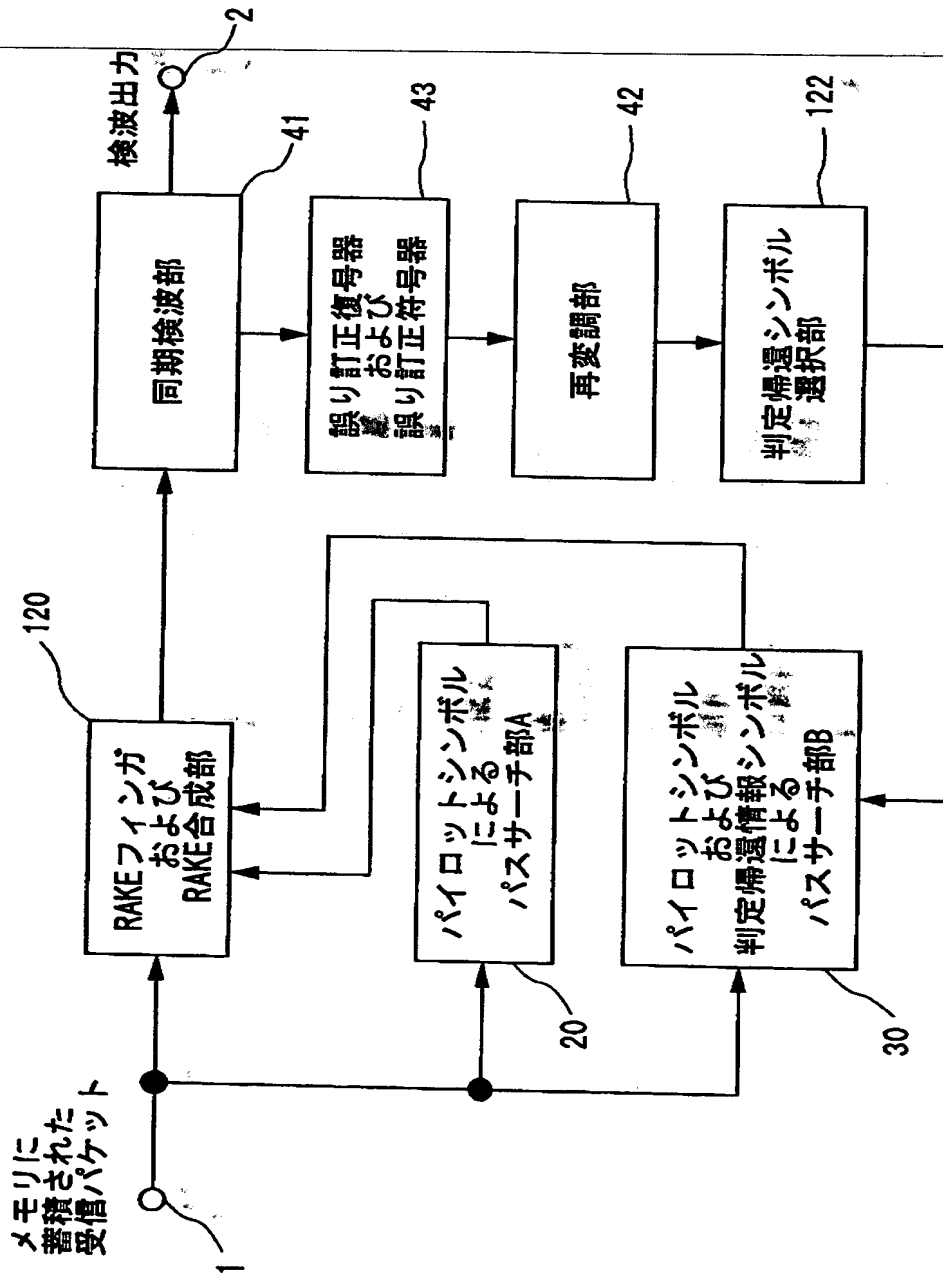 メモリに
蓄積された
受信パケット
1
120
RAKEフィンガ
および
RAKE合成部
同期検波部
41
検波出力
2
誤り訂正復号器
および
誤り訂正符号器
43
再変調部
42
判定帰還シンボル
選択部
122
パイロットシンボル
による
パスサーチ部A
20
パイロットシンボル
および
判定帰還情報シンボル
による
パスサーチ部B
30